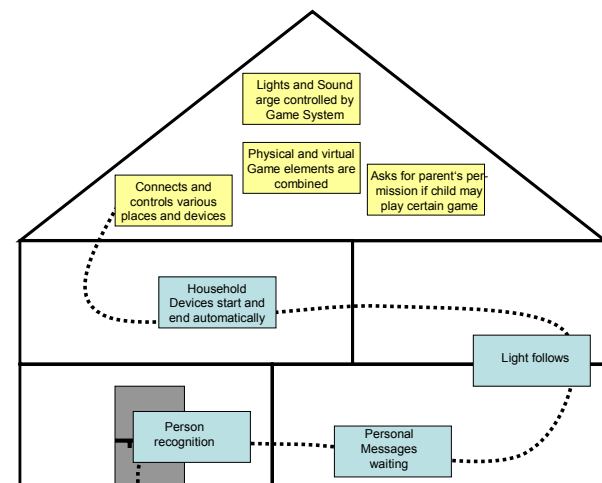 Lights and Sound
arge controlled by
Game System
Physical and virtual
Game elements are
combined
Asks for parent‘s per-
mission if child may
play certain game
Connects and
controls various
places and devices
Household
Devices start and
end automatically
Light follows
Person
recognition
Personal
Messages
waiting